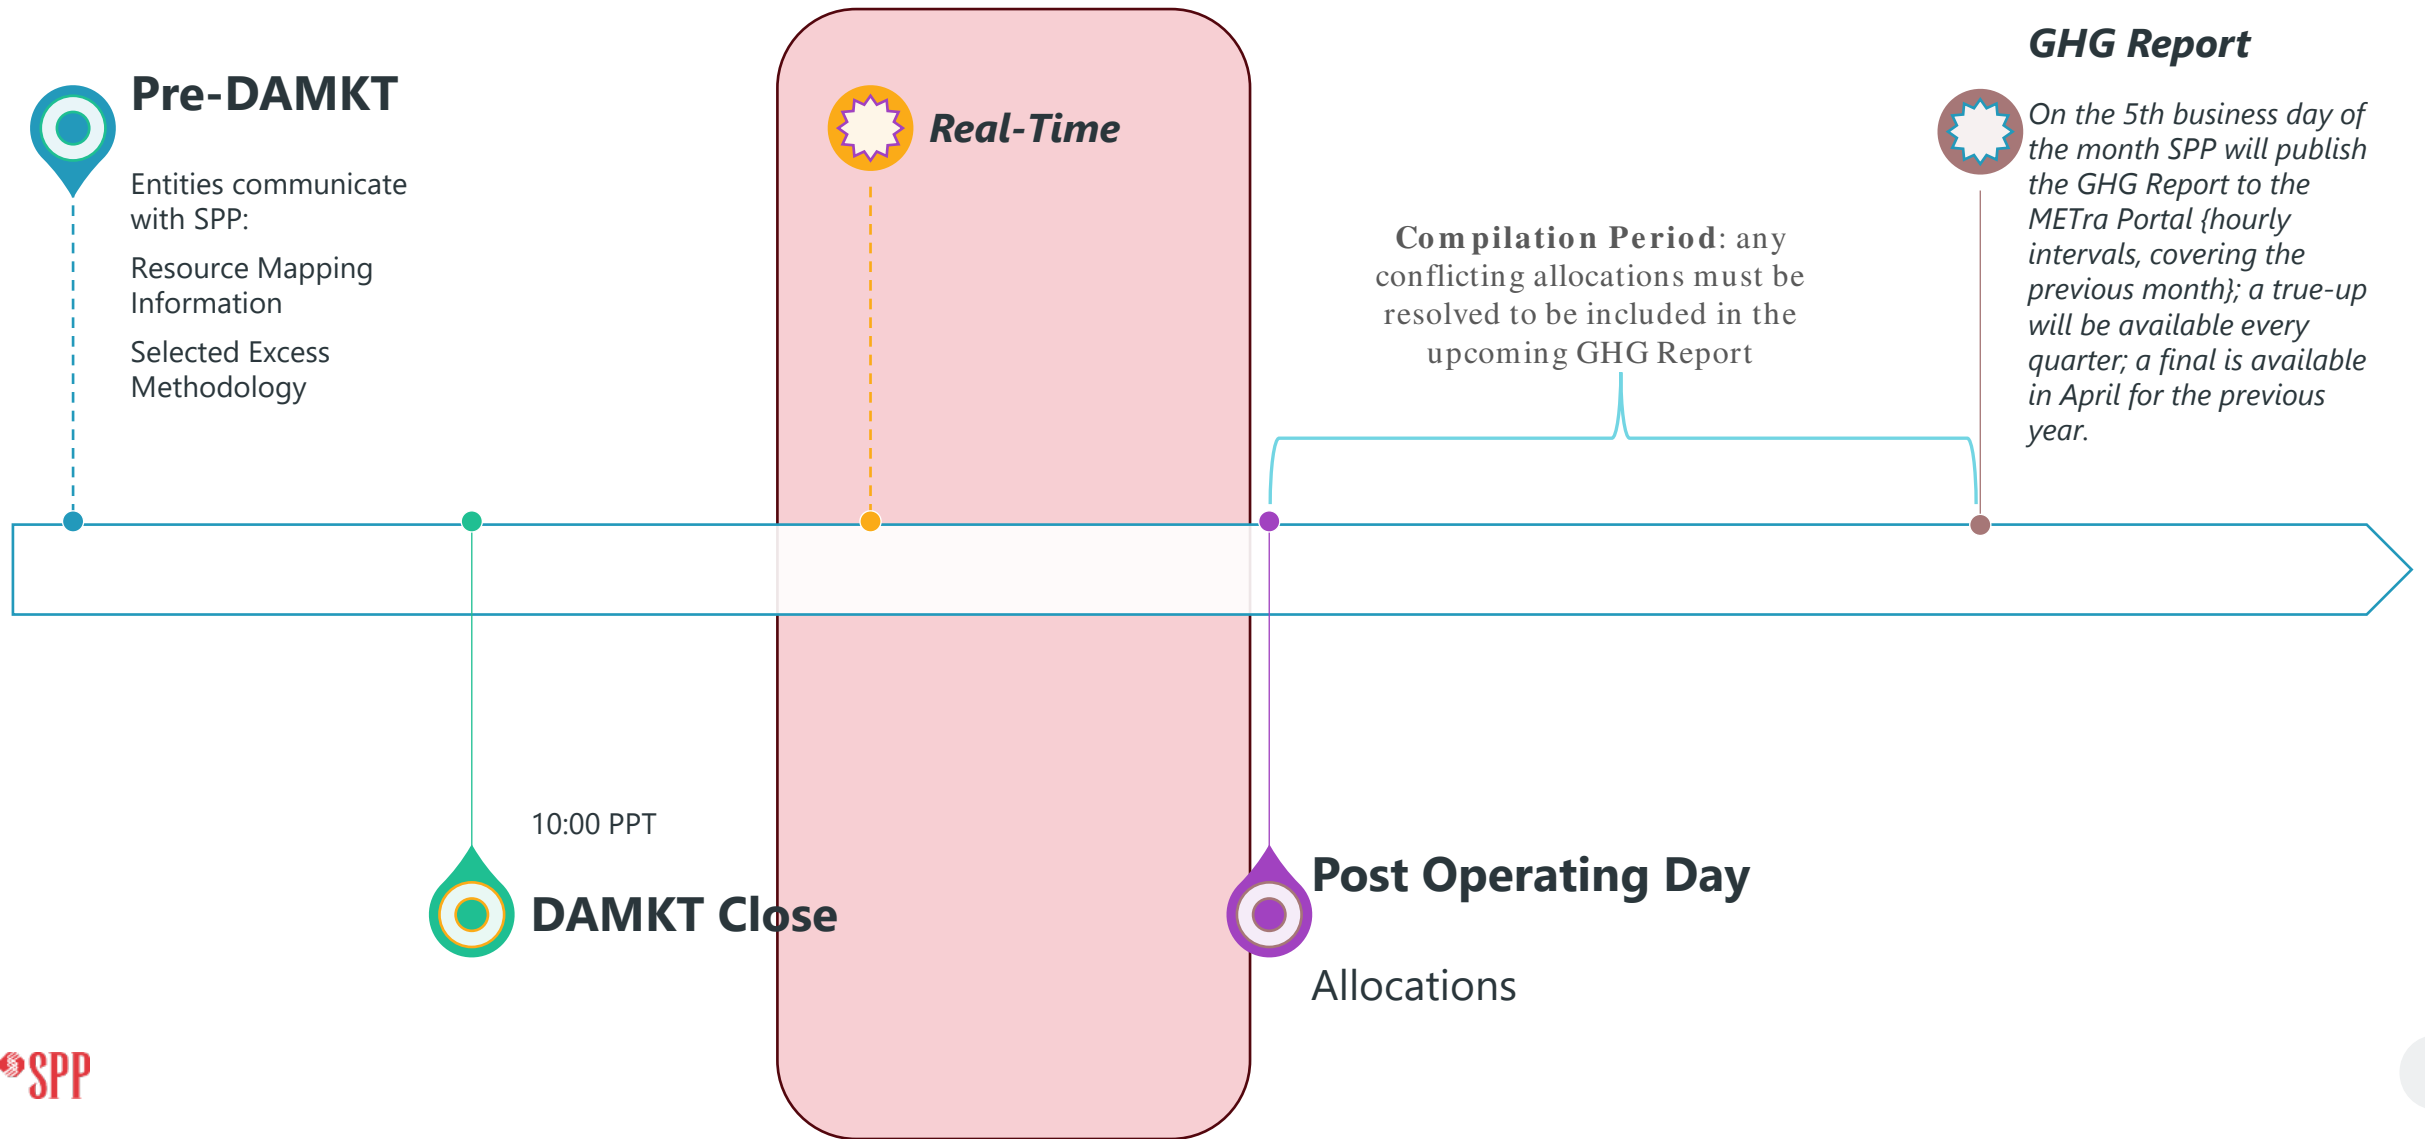 Pre-DAMKT
Entities communicate
with SPP:
Resource Mapping
Information
Selected Excess
Methodology
10:00 PPT
DAMKT Close
Real-Time
Compilation Period: any
conflicting allocations must be
resolved to be included in the
upcoming GHG Report
Post Operating Day
Allocations
GHG Report
On the 5th business day of
the month SPP will publish
the GHG Report to the
METra Portal {hourly
intervals, covering the
previous month}; a true-up
will be available every
quarter; a final is available
in April for the previous
year.
SPP